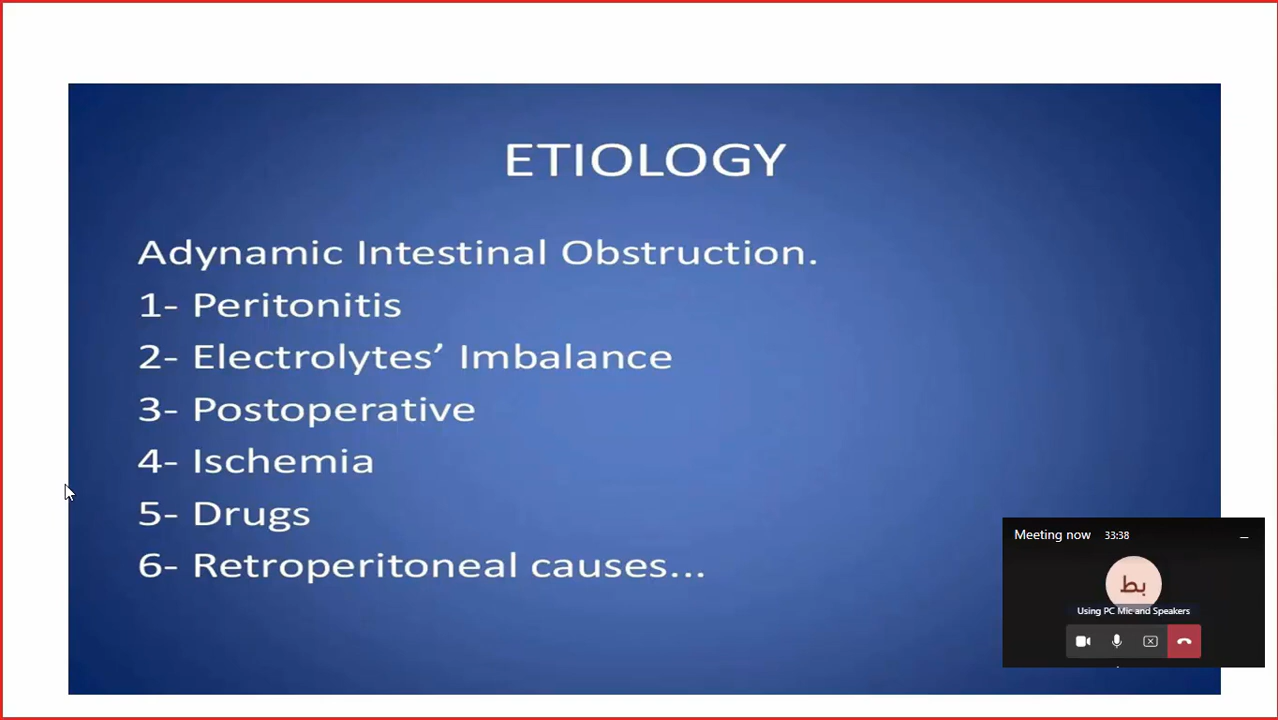 ETIOLOGY
Adynamic Intestinal Obstruction.
1- Peritonitis
2- Electrolytes’ Imbalance
3- Postoperative
4- Ischemia
5- Drugs
6- Retroperitoneal causes...
Meeting now 33:38
بط
Using PC Mic and Speakers